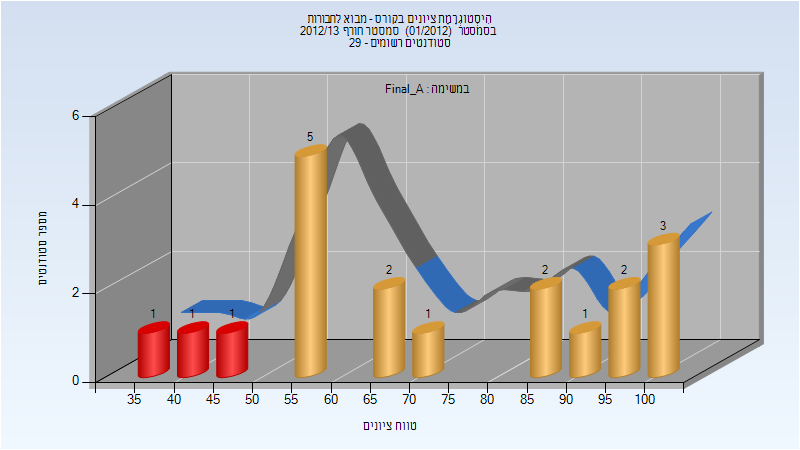 היסטוגרמת ציונים בקורס - מבוא לחבורות
בסמסטר (01/2012) סמסטר חורף 2012/13
סטודנטים רשומים - 29
במשימה : Final_A
מספר סטודנטים
6
4
2
0
1
1
1
5
2
1
2
1
2
3
35 40 45 50 55 60 65 70 75 80 85 90 95 100
טווח ציונים